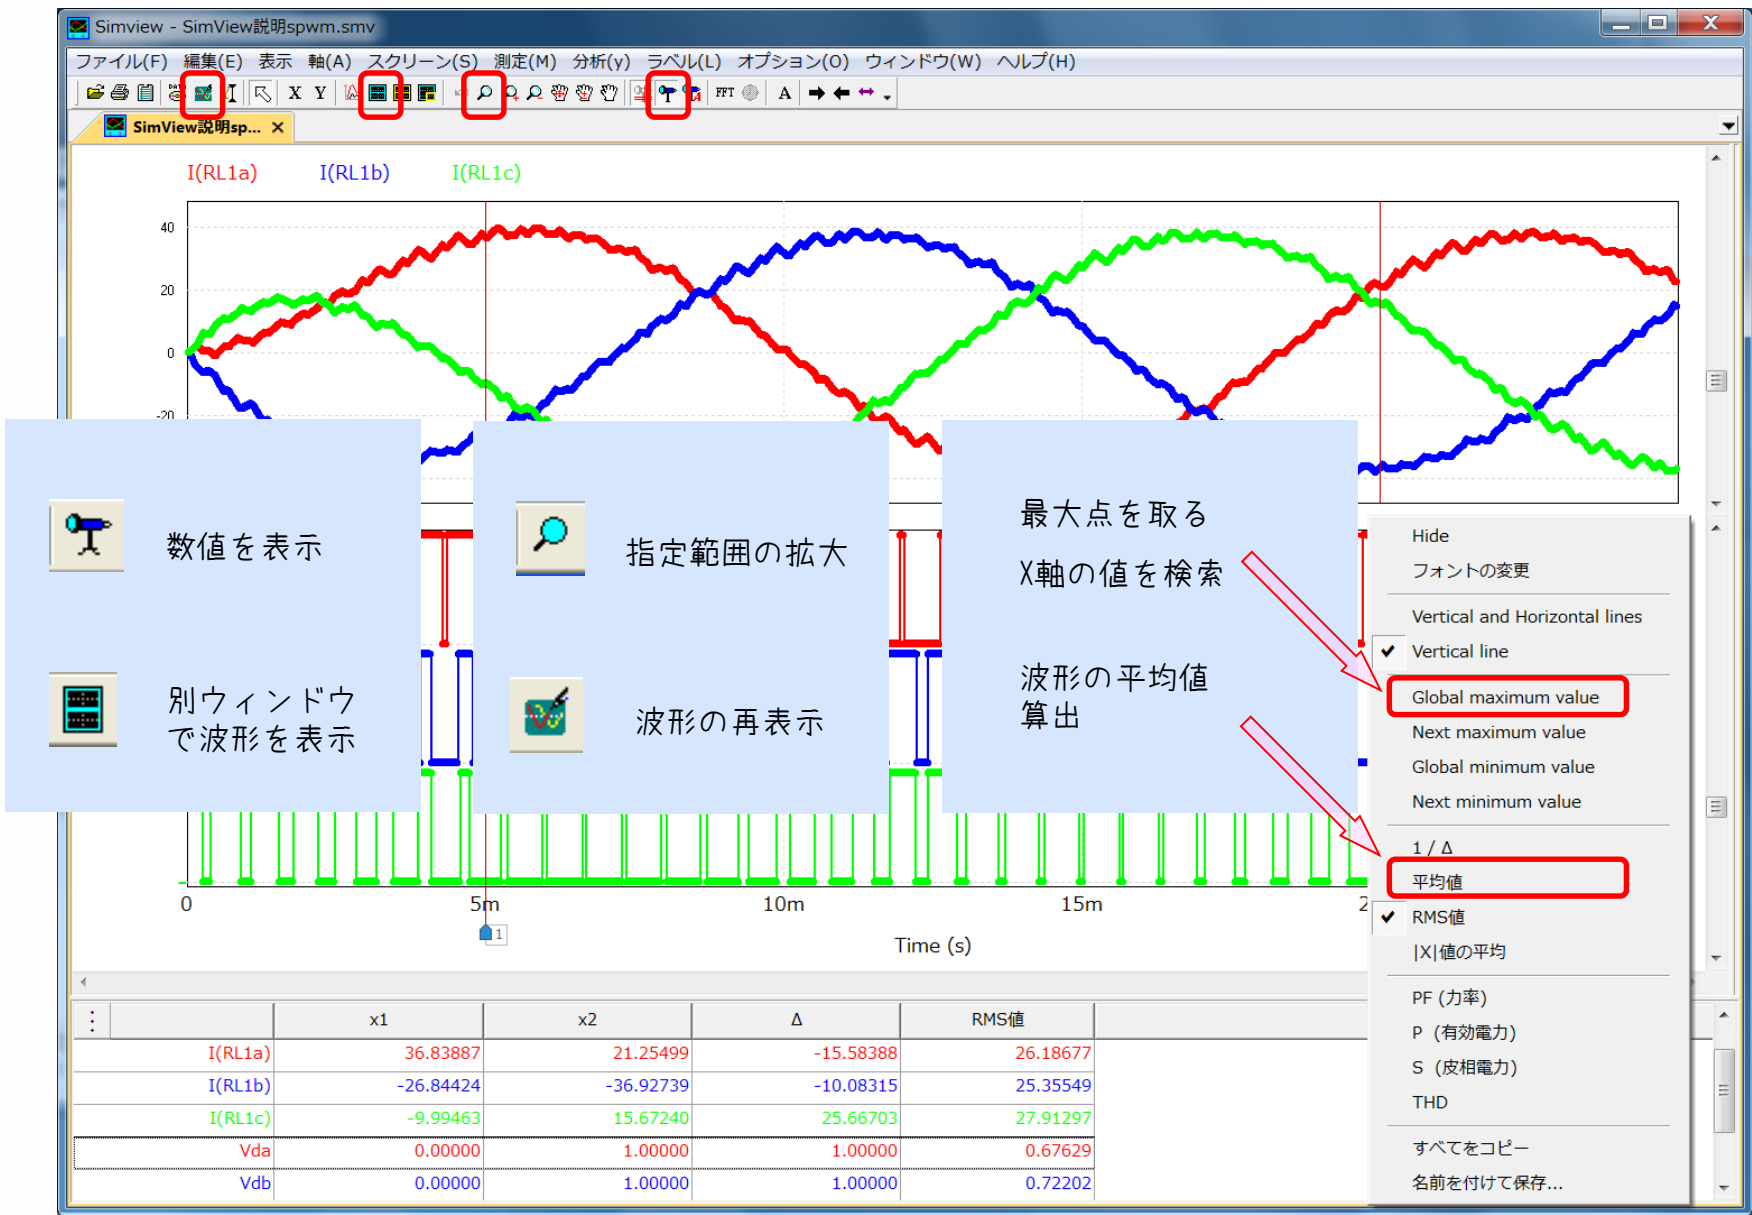 Simview - SimView説明spwm.smv
ファイル(F) 編集(E) 表示 軸(A) スクリーン(S) 測定(M) 分析(y) ラベル(L) オプション(O) ウィンドウ(W) ヘルプ(H)
X Y FFT A
SimView説明sp... ×
I(RL1a) I(RL1b) I(RL1c)
40
20
0
-20
数値を表示
別ウィンドウ
で波形を表示
指定範囲の拡大
波形の再表示
最大点を取る
X軸の値を検索
波形の平均値
算出
Hide
フォントの変更
Vertical and Horizontal lines
Vertical line
Global maximum value
Next maximum value
Global minimum value
Next minimum value
1 / Δ
平均値
RMS値
|X|値の平均
PF (力率)
P (有効電力)
S (皮相電力)
THD
すべてをコピー
名前を付けて保存...
0 5m 10m 15m 2
1
Time (s)
x1 x2 Δ RMS値
I(RL1a) 36.83887 21.25499 -15.58388 26.18677
I(RL1b) -26.84424 -36.92739 -10.08315 25.35549
I(RL1c) -9.99463 15.67240 25.66703 27.91297
Vda 0.00000 1.00000 1.00000 0.67629
Vdb 0.00000 1.00000 1.00000 0.72202